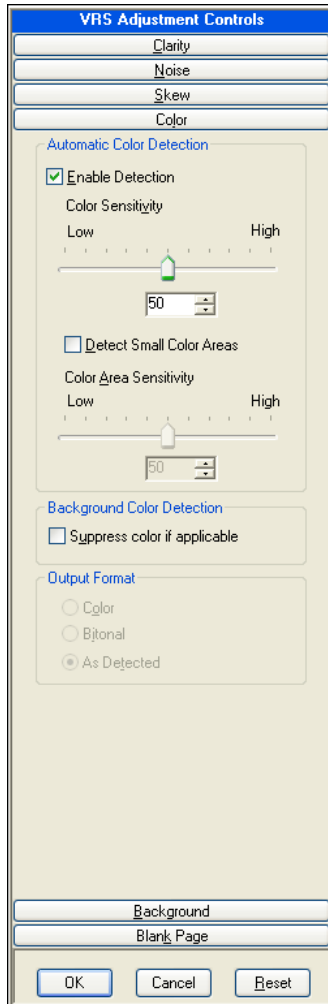 VRS Adjustment Controls
Clarity
Noise
Skew
Color
Automatic Color Detection
Enable Detection
Color Sensitivity
Low High
50
Detect Small Color Areas
Color Area Sensitivity
Low High
50
Background Color Detection
Suppress color if applicable
Output Format
Color
Bitonal
As Detected
Background
Blank Page
OK Cancel Reset